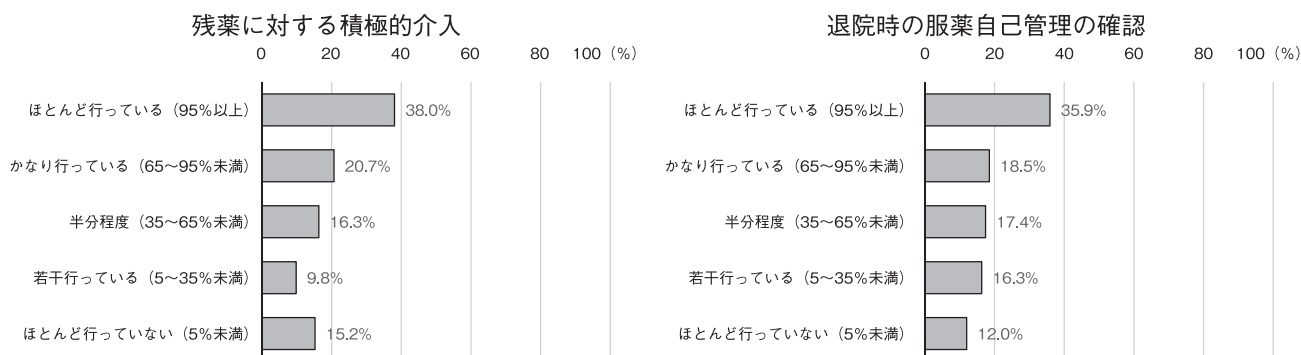 残薬に対する積極的介入
0 20 40 60 80 100（%）
ほとんど行っている（95%以上） 38.0%
かなり行っている（65〜95%未満） 20.7%
半分程度（35〜65%未満） 16.3%
若干行っている（5〜35%未満） 9.8%
ほとんど行っていない（5%未満） 15.2%
退院時の服薬自己管理の確認
0 20 40 60 80 100（%）
ほとんど行っている（95%以上） 35.9%
かなり行っている（65〜95%未満） 18.5%
半分程度（35〜65%未満） 17.4%
若干行っている（5〜35%未満） 16.3%
ほとんど行っていない（5%未満） 12.0%